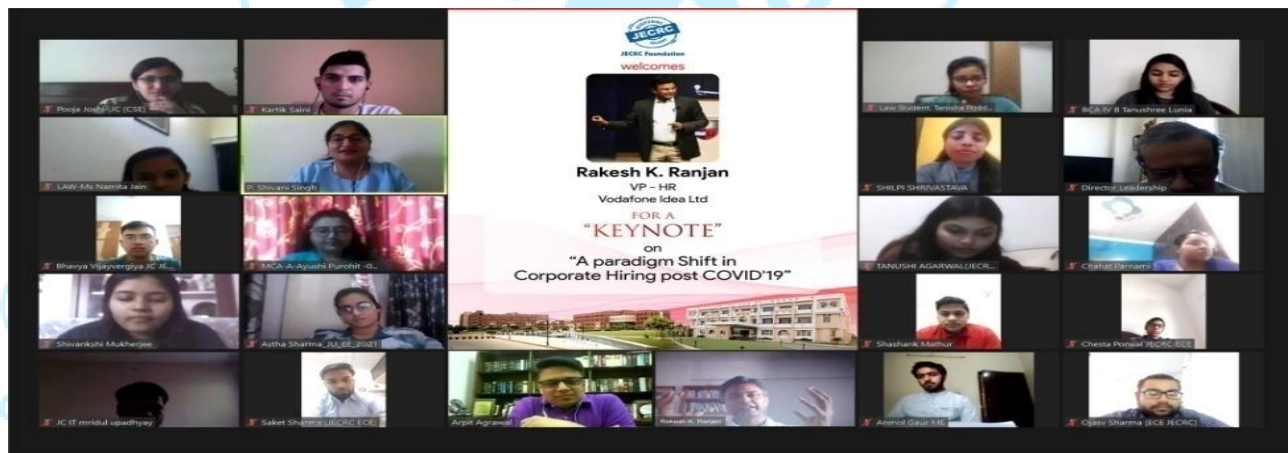 JECRC
JECRC Foundation
welcomes
Rakesh K. Ranjan
VP - HR
Vodafone Idea Ltd
FOR A
"KEYNOTE"
on
"A paradigm Shift in
Corporate Hiring post COVID'19"
Pooja Joshi-JC (CSE)
Kartik Saini
Law Student. Tanisha
BCA IV B Tanushree Lunia
LAW-Ms Namita Jain
P. Shivani Singh
SHILPI SHRIVASTAVA
Director Leadership
Bhavya Vijayvergiya JC JE...
MCA-A-Ayushi Purohit -0...
TANUSHI AGARWAL(JECR...
Chahat Parnami
Shivankshi Mukherjee
Astha Sharma_JU_EE_2021
Shashank Mathur
Chesta Porwal JECRC ECE
JC IT mridul upadhyay
Saket Sharma (JECRC ECE)
Arpit Agrawal
Rakesh K. Ranjan
Anmol Gaur ME
Ojasv Sharma (ECE JECRC)